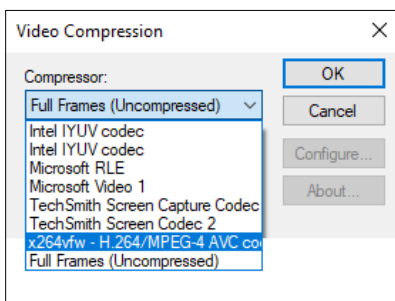 Video Compression
Compressor:
Full Frames (Uncompressed)
OK
Cancel
Configure...
About...
Intel IYUV codec
Intel IYUV codec
Microsoft RLE
Microsoft Video 1
TechSmith Screen Capture Codec
TechSmith Screen Codec 2
x264vfw - H.264/MPEG-4 AVC co
Full Frames (Uncompressed)